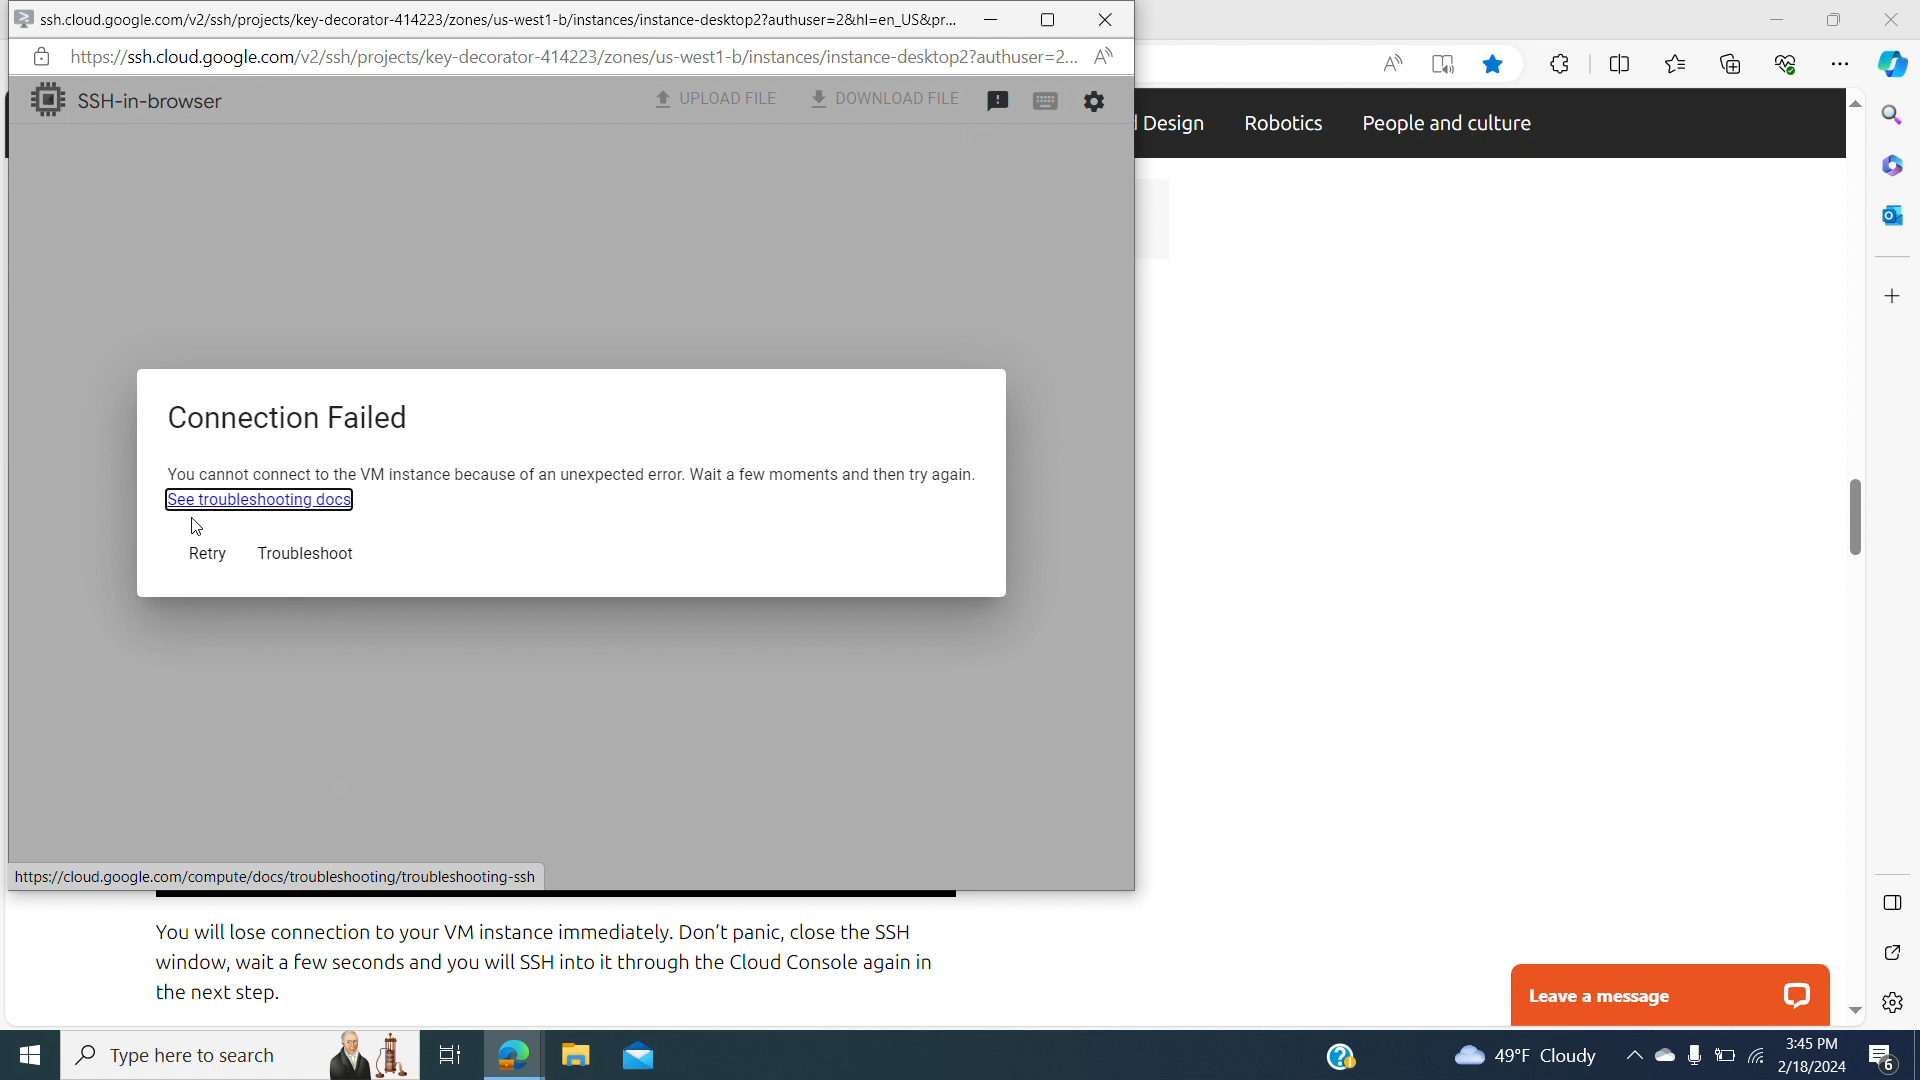 ssh.cloud.google.com/v2/ssh/projects/key-decorator-414223/zones/us-west1-b/instances/instance-desktop2?authuser=2&hl=en_US&pr...
https://ssh.cloud.google.com/v2/ssh/projects/key-decorator-414223/zones/us-west1-b/instances/instance-desktop2?authuser=2...
SSH-in-browser
UPLOAD FILE
DOWNLOAD FILE
Design
Robotics
People and culture
Connection Failed
You cannot connect to the VM instance because of an unexpected error. Wait a few moments and then try again.
See troubleshooting docs
Retry
Troubleshoot
https://cloud.google.com/compute/docs/troubleshooting/troubleshooting-ssh
You will lose connection to your VM instance immediately. Don't panic, close the SSH
window, wait a few seconds and you will SSH into it through the Cloud Console again in
the next step.
Leave a message
Type here to search
49°F Cloudy
3:45 PM
2/18/2024
6